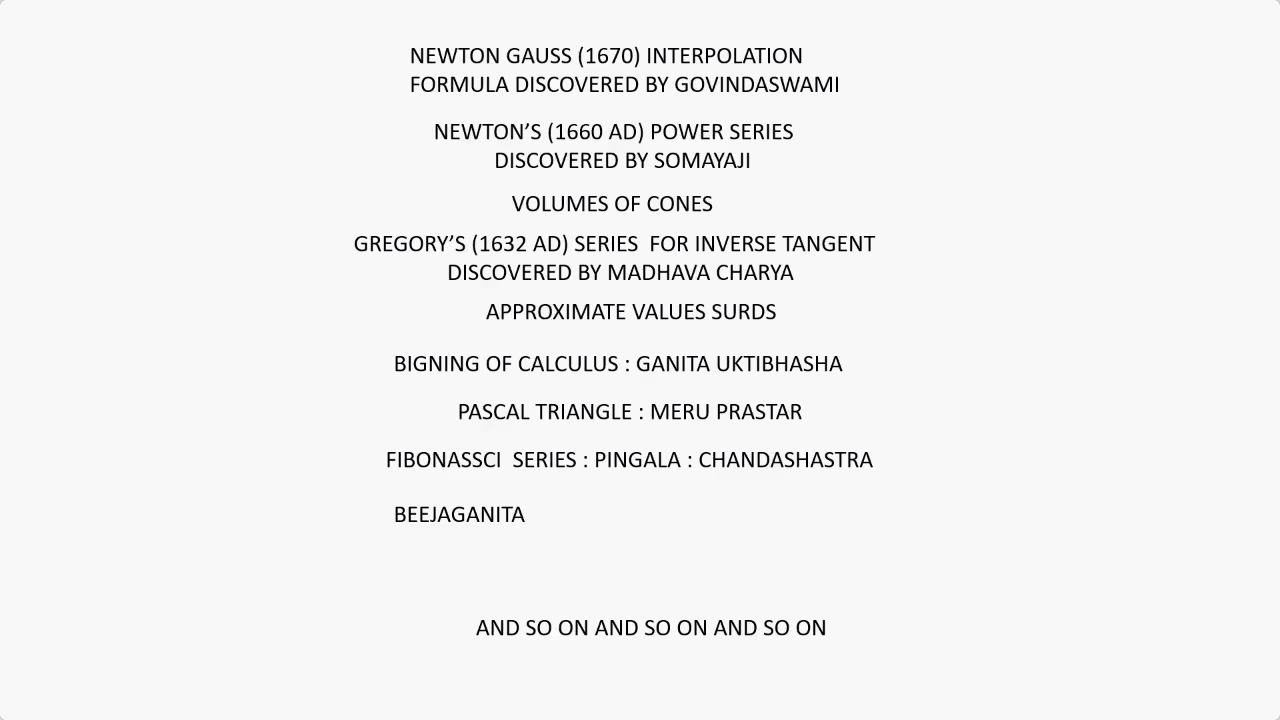 NEWTON GAUSS (1670) INTERPOLATION
FORMULA DISCOVERED BY GOVINDASWAMI
NEWTON’S (1660 AD) POWER SERIES
DISCOVERED BY SOMAYAJI
VOLUMES OF CONES
GREGORY’S (1632 AD) SERIES  FOR INVERSE TANGENT
DISCOVERED BY MADHAVA CHARYA
APPROXIMATE VALUES SURDS
BIGNING OF CALCULUS : GANITA UKTIBHASHA
PASCAL TRIANGLE : MERU PRASTAR
FIBONASSCI  SERIES : PINGALA : CHANDASHASTRA
BEEJAGANITA
AND SO ON AND SO ON AND SO ON